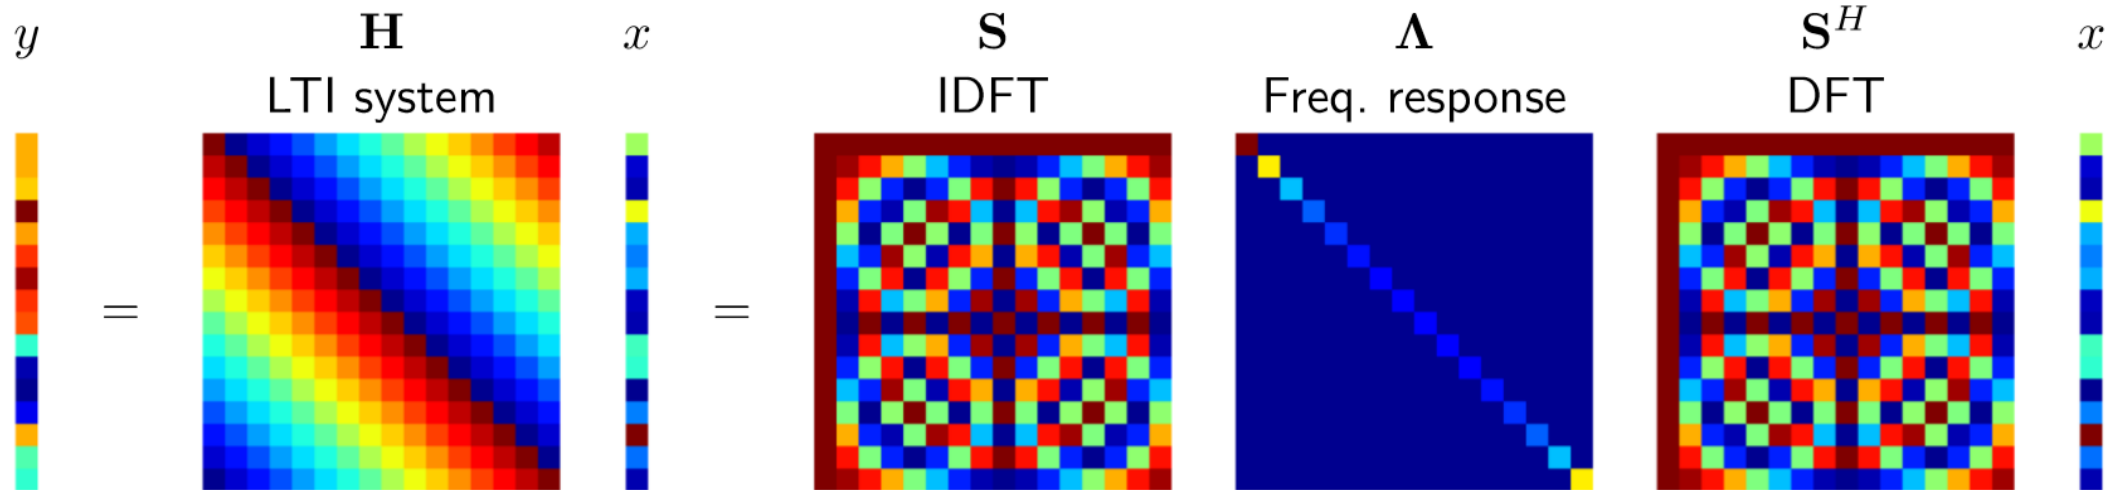 y H x S Λ S^H x
LTI system IDFT Freq. response DFT
= =